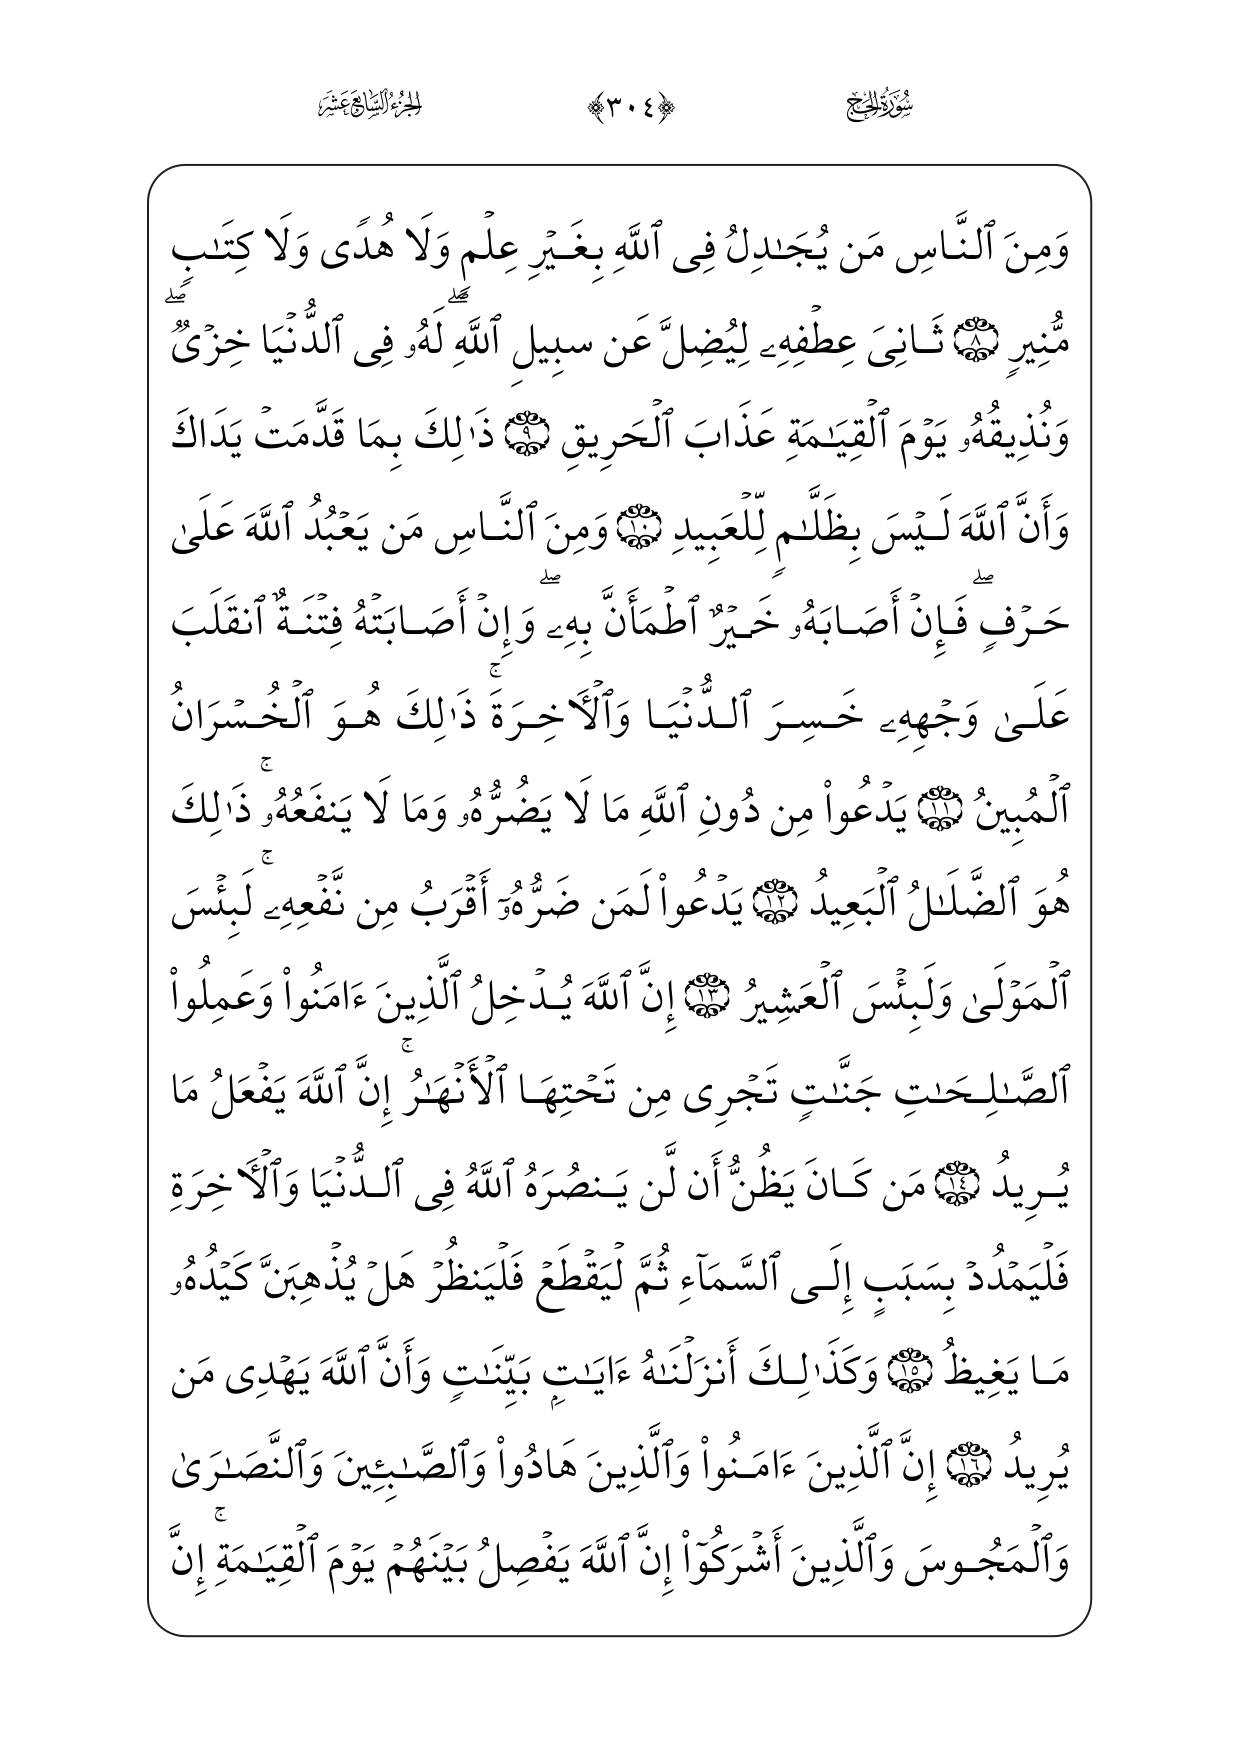 سُورَةُ الحَجِّ ﴿٣٠٤﴾ الجُزْءُ السَّابِعَ عَشَرَ
وَمِنَ ٱلنَّاسِ مَن يُجَٰدِلُ فِى ٱللَّهِ بِغَيْرِ عِلْمٍ وَلَا هُدًى وَلَا كِتَٰبٍ
مُّنِيرٍ ٨ ثَانِىَ عِطْفِهِۦ لِيُضِلَّ عَن سبِيلِ ٱللَّهِ ۖ لَهُۥ فِى ٱلدُّنْيَا خِزْىٌ ۖ
وَنُذِيقُهُۥ يَوْمَ ٱلْقِيَٰمَةِ عَذَابَ ٱلْحَرِيقِ ٩ ذَٰلِكَ بِمَا قَدَّمَتْ يَدَاكَ
وَأَنَّ ٱللَّهَ لَيْسَ بِظَلَّٰمٍ لِّلْعَبِيدِ ١٠ وَمِنَ ٱلنَّاسِ مَن يَعْبُدُ ٱللَّهَ عَلَىٰ
حَرْفٍ ۖ فَإِنْ أَصَابَهُۥ خَيْرٌ ٱطْمَأَنَّ بِهِۦ ۖ وَإِنْ أَصَابَتْهُ فِتْنَةٌ ٱنقَلَبَ
عَلَىٰ وَجْهِهِۦ خَسِرَ ٱلدُّنْيَا وَٱلْأَخِرَةَ ۚ ذَٰلِكَ هُوَ ٱلْخُسْرَانُ
ٱلْمُبِينُ ١١ يَدْعُوا۟ مِن دُونِ ٱللَّهِ مَا لَا يَضُرُّهُۥ وَمَا لَا يَنفَعُهُۥ ۚ ذَٰلِكَ
هُوَ ٱلضَّلَٰلُ ٱلْبَعِيدُ ١٢ يَدْعُوا۟ لَمَن ضَرُّهُۥٓ أَقْرَبُ مِن نَّفْعِهِۦ ۚ لَبِئْسَ
ٱلْمَوْلَىٰ وَلَبِئْسَ ٱلْعَشِيرُ ١٣ إِنَّ ٱللَّهَ يُدْخِلُ ٱلَّذِينَ ءَامَنُوا۟ وَعَمِلُوا۟
ٱلصَّٰلِحَٰتِ جَنَّٰتٍ تَجْرِى مِن تَحْتِهَا ٱلْأَنْهَٰرُ ۚ إِنَّ ٱللَّهَ يَفْعَلُ مَا
يُرِيدُ ١٤ مَن كَانَ يَظُنُّ أَن لَّن يَنصُرَهُ ٱللَّهُ فِى ٱلدُّنْيَا وَٱلْأَخِرَةِ
فَلْيَمْدُدْ بِسَبَبٍ إِلَى ٱلسَّمَآءِ ثُمَّ لْيَقْطَعْ فَلْيَنظُرْ هَلْ يُذْهِبَنَّ كَيْدُهُۥ
مَا يَغِيظُ ١٥ وَكَذَٰلِكَ أَنزَلْنَٰهُ ءَايَٰتٍۭ بَيِّنَٰتٍ وَأَنَّ ٱللَّهَ يَهْدِى مَن
يُرِيدُ ١٦ إِنَّ ٱلَّذِينَ ءَامَنُوا۟ وَٱلَّذِينَ هَادُوا۟ وَٱلصَّٰبِـِٔينَ وَٱلنَّصَٰرَىٰ
وَٱلْمَجُوسَ وَٱلَّذِينَ أَشْرَكُوٓا۟ إِنَّ ٱللَّهَ يَفْصِلُ بَيْنَهُمْ يَوْمَ ٱلْقِيَٰمَةِ ۚ إِنَّ